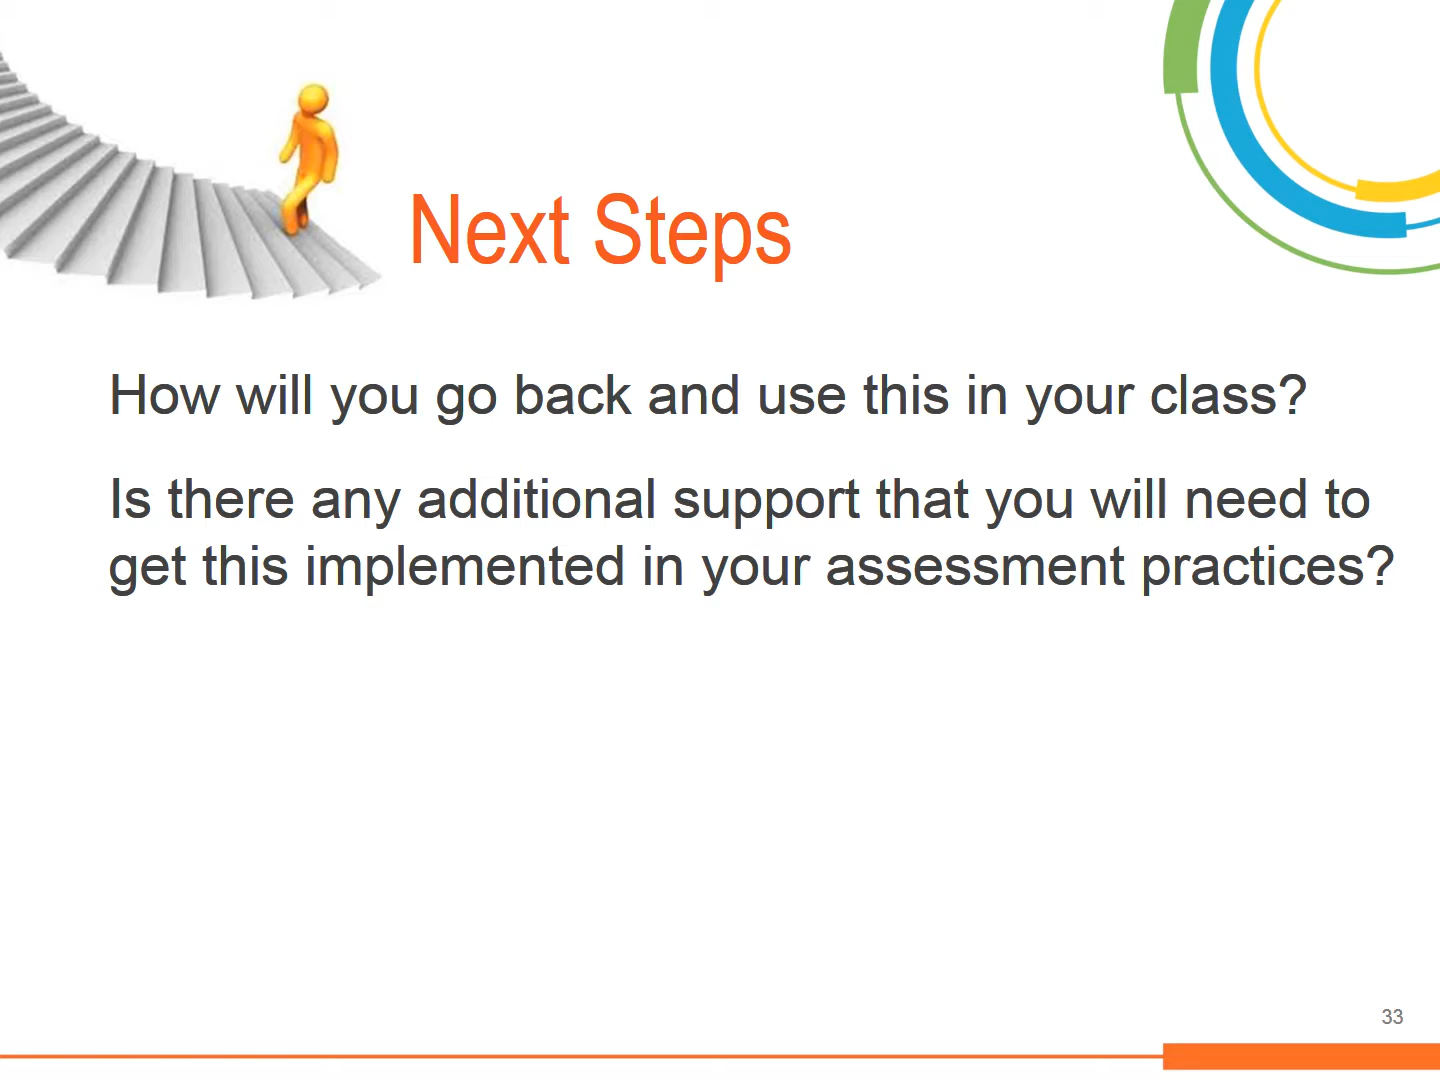 Next Steps
How will you go back and use this in your class?
Is there any additional support that you will need to
get this implemented in your assessment practices?
33